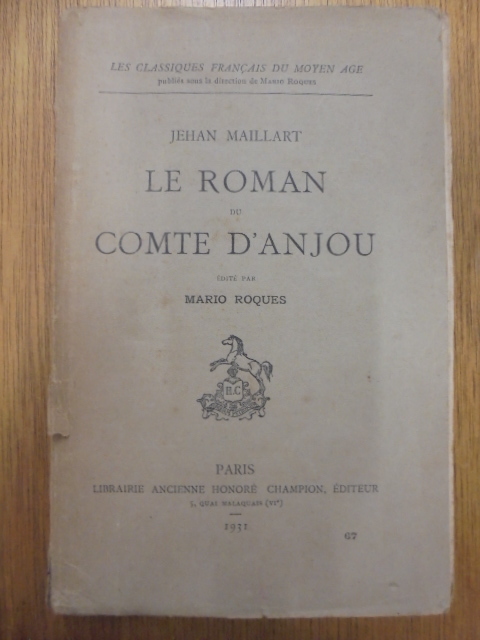 LES CLASSIQUES FRANÇAIS DU MOYEN AGE
publiés sous la direction de MARIO ROQUES
JEHAN MAILLART
LE ROMAN
DU
COMTE D'ANJOU
ÉDITÉ PAR
MARIO ROQUES
H.C
PARIS
LIBRAIRIE ANCIENNE HONORÉ CHAMPION, ÉDITEUR
5, QUAI MALAQUAIS (VIe)
1931
67